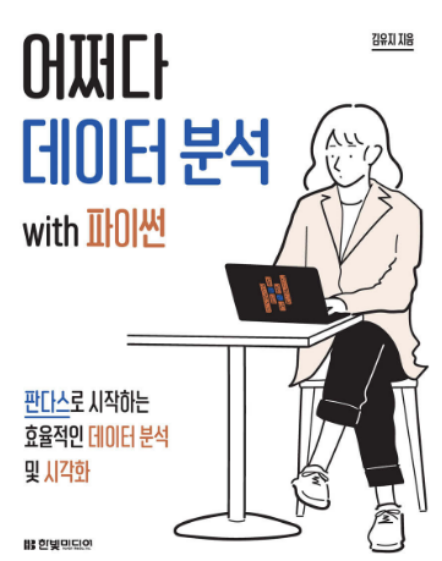 김유지 지음
어쩌다
데이터 분석
with 파이썬
판다스로 시작하는
효율적인 데이터 분석
및 시각화
한빛미디어